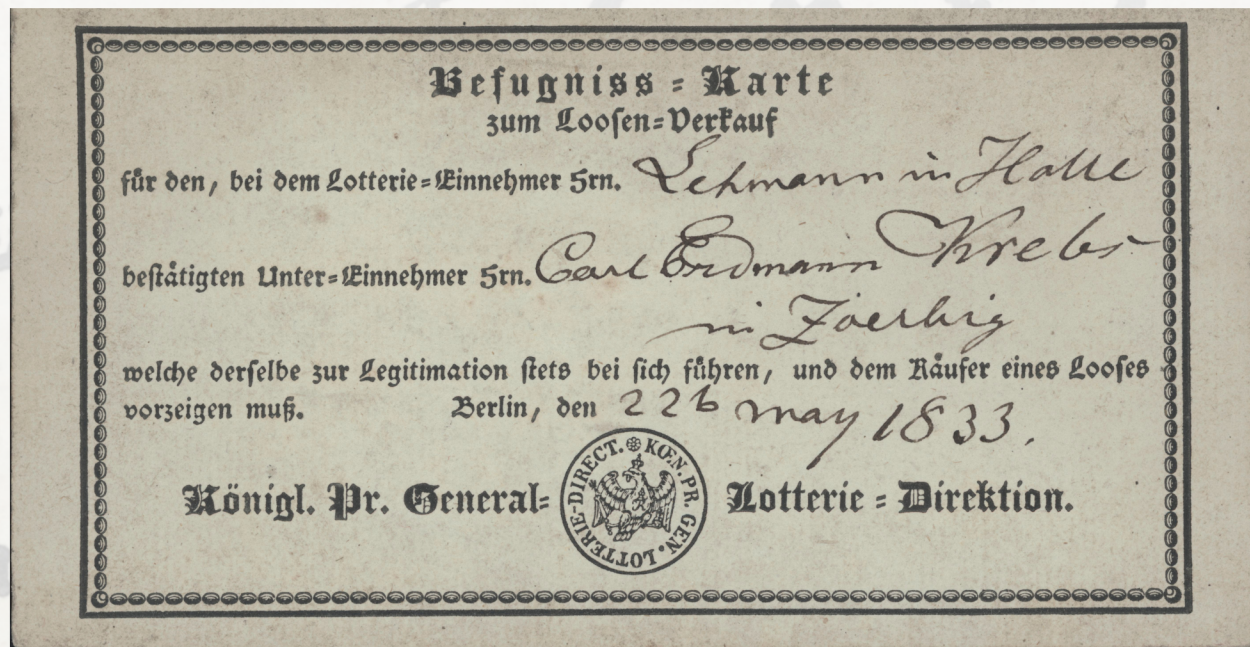 Befugniss-Karte
zum Loosen-Verkauf
für den, bei dem Lotterie-Einnehmer Hrn. Lehmann in Halle
bestätigten Unter-Einnehmer Hrn. Carl Erdmann Krebs
in Zoerbig
welche derselbe zur Legitimation stets bei sich führen, und dem Käufer eines Looses
vorzeigen muß. Berlin, den 22t May 1833.
Königl. Pr. General- Lotterie-Direktion.
KŒN. PR. GEN. LOTTERIE-DIRECT.